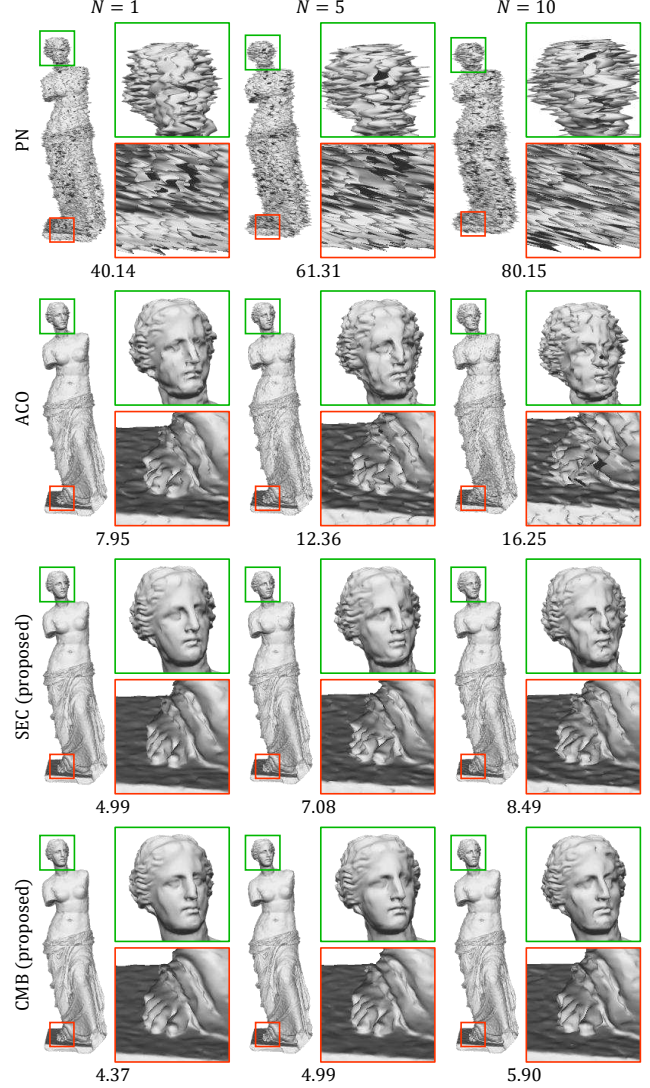 N = 1 N = 5 N = 10
PN
40.14 61.31 80.15
ACO
7.95 12.36 16.25
SEC (proposed)
4.99 7.08 8.49
CMB (proposed)
4.37 4.99 5.90